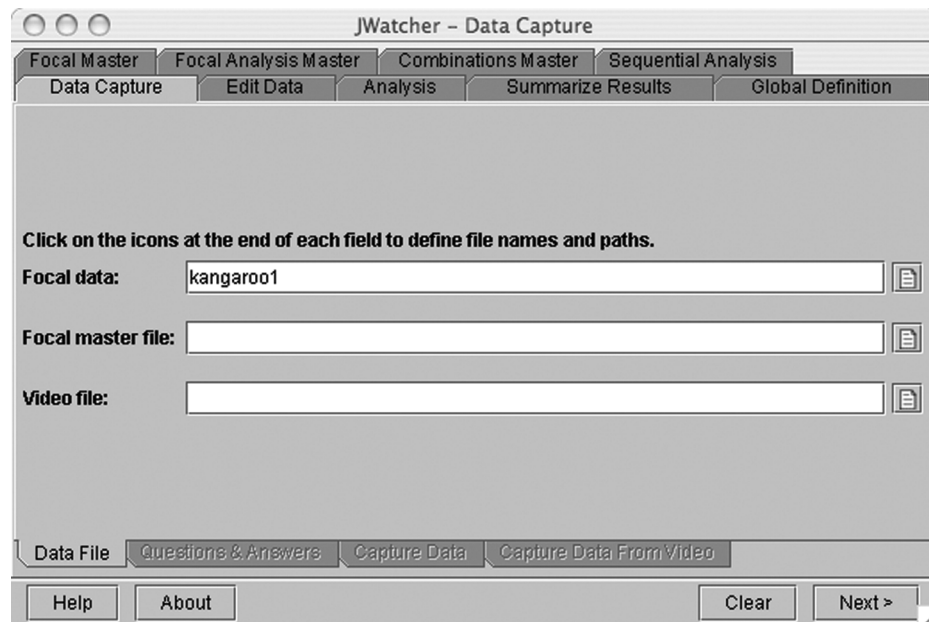 JWatcher – Data Capture
Focal Master Focal Analysis Master Combinations Master Sequential Analysis
Data Capture Edit Data Analysis Summarize Results Global Definition
Click on the icons at the end of each field to define file names and paths.
Focal data: kangaroo1
Focal master file:
Video file:
Data File Questions & Answers Capture Data Capture Data From Video
Help About Clear Next >